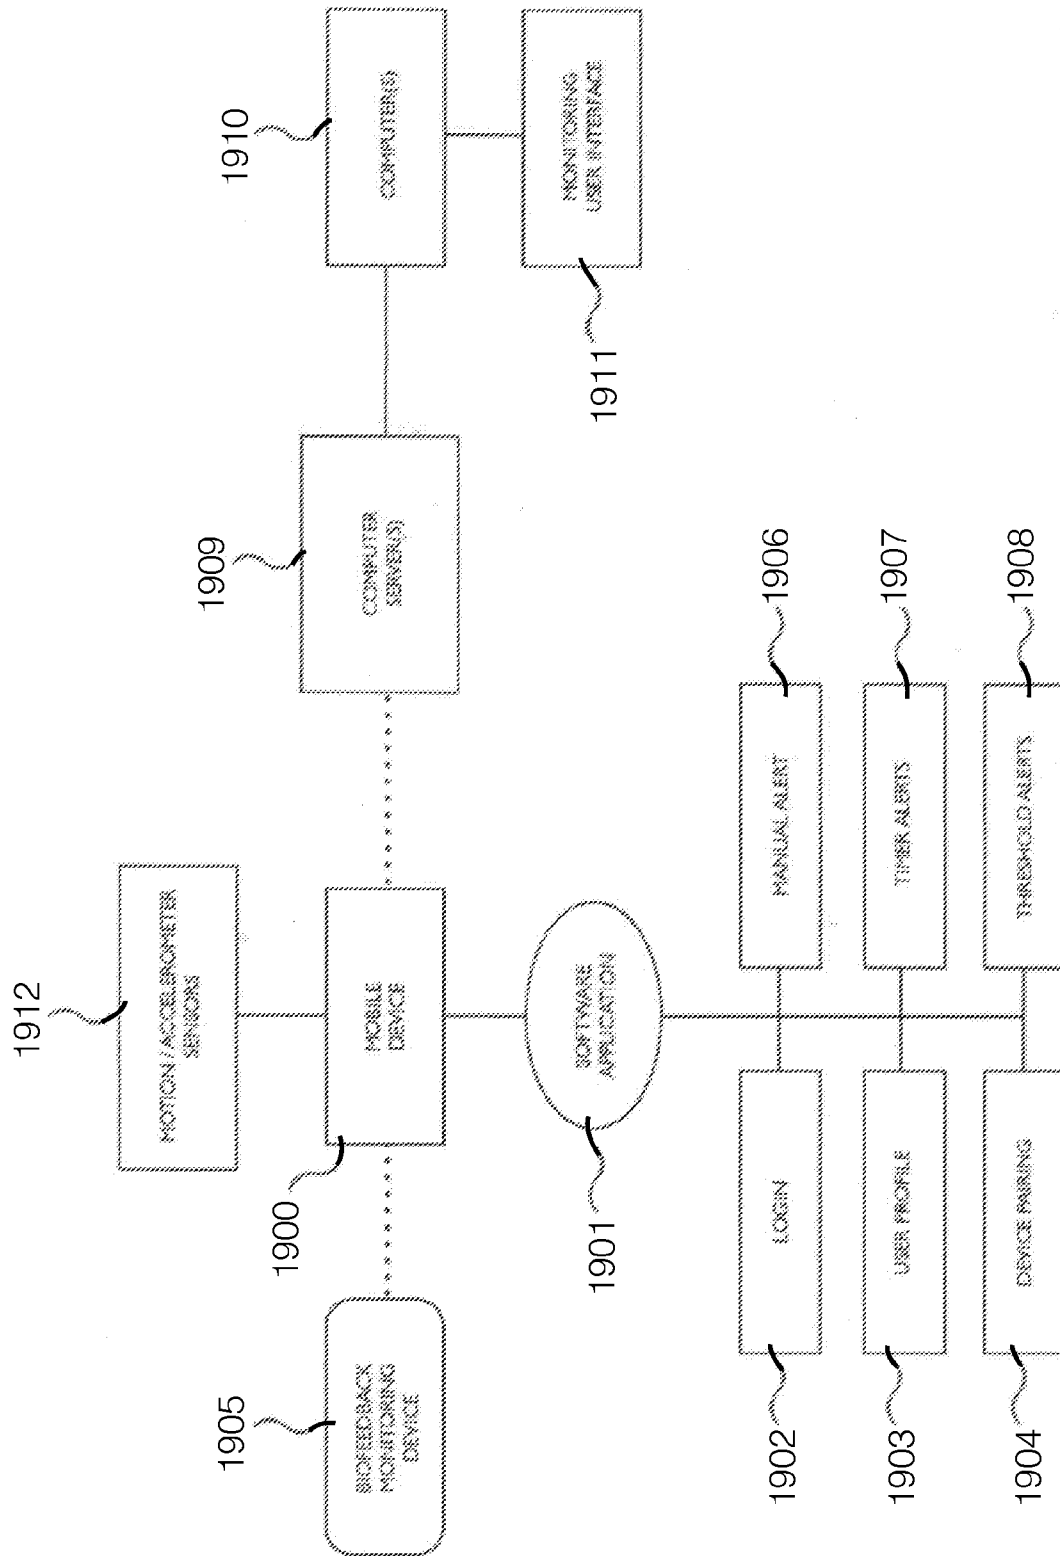 1912
MOTION / ACCELEROMETER
SENSORS
1905
BIOFEEDBACK
MONITORING
DEVICE
1900
MOBILE
DEVICE
1909
COMPUTER
SERVER(S)
1910
COMPUTER(S)
1901
SOFTWARE
APPLICATION
1911
MONITORING
USER INTERFACE
1902
LOGIN
MANUAL ALERT
1906
1903
USER PROFILE
TIMER ALERTS
1907
1904
DEVICE PAIRING
THRESHOLD ALERTS
1908